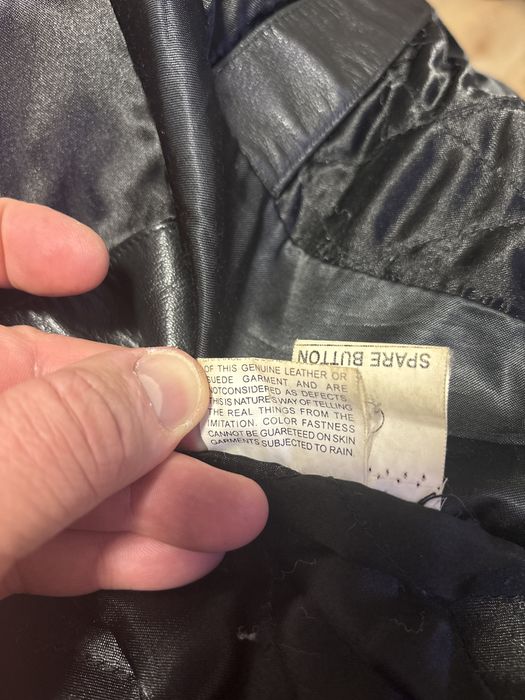 OF THIS GENUINE LEATHER OR
SUEDE GARMENT AND ARE
NOTCONSIDERED AS DEFECTS.
THIS IS NATURE'S WAY OF TELLING
THE REAL THINGS FROM THE
IMITATION. COLOR FASTNESS
CANNOT BE GUARETEED ON SKIN
GARMENTS SUBJECTED TO RAIN.
SPARE BUTTON